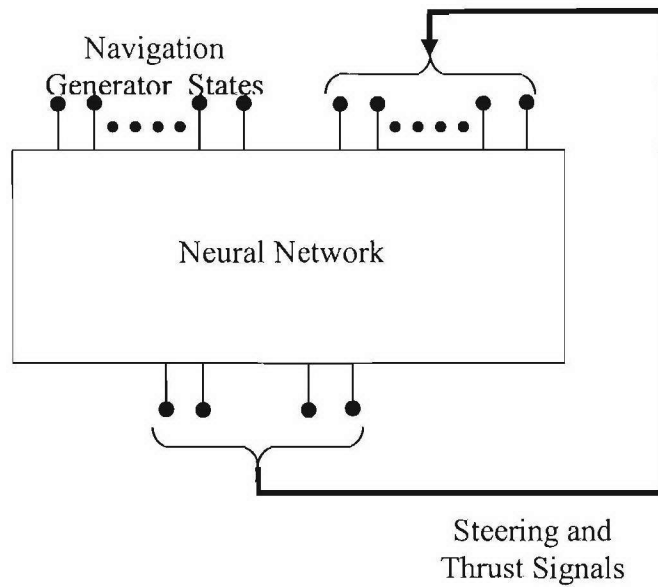 Navigation
Generator States
Neural Network
Steering and
Thrust Signals